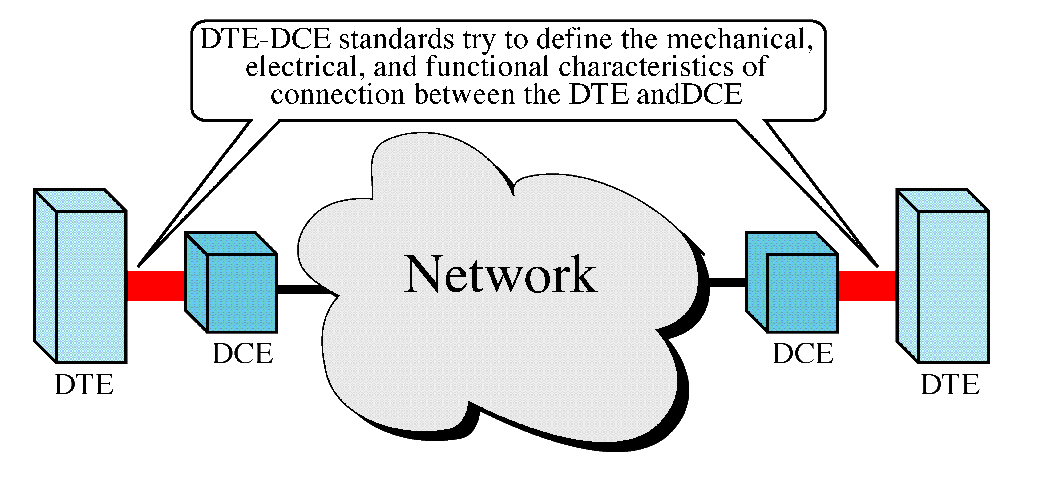 DTE-DCE standards try to define the mechanical,
electrical, and functional characteristics of
connection between the DTE andDCE
Network
DCE
DCE
DTE
DTE